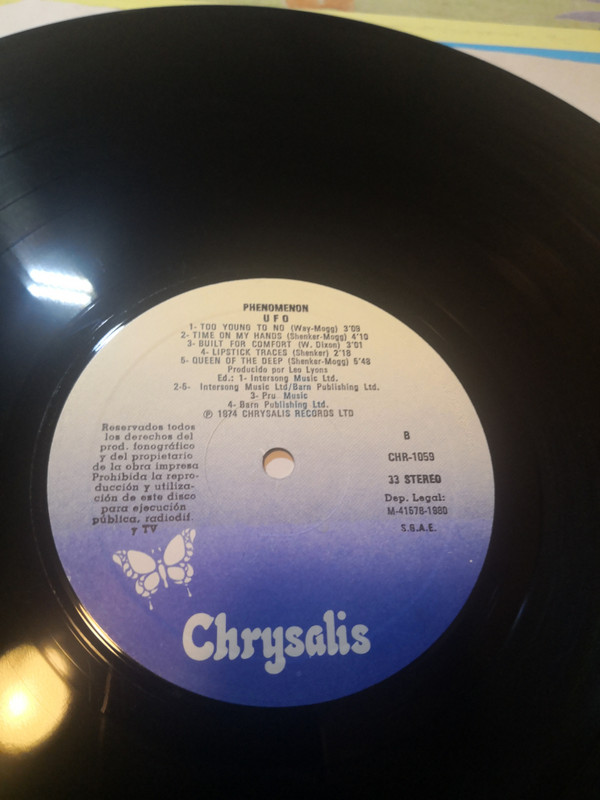 PHENOMENON
UFO
1- TOO YOUNG TO NO (Way-Mogg) 3'09
2- TIME ON MY HANDS (Shenker-Mogg) 4'10
3- BUILT FOR COMFORT (W. Dixon) 3'01
4- LIPSTICK TRACES (Shenker) 2'18
5- QUEEN OF THE DEEP (Shenker-Mogg) 5'48
Producido por Leo Lyons
Ed.: 1- Intersong Music Ltd.
2-5- Intersong Music Ltd/Barn Publishing Ltd.
3- Pru Music
4- Barn Publishing Ltd.
Ⓟ 1974 CHRYSALIS RECORDS LTD
Reservados todos
los derechos del
prod. fonográfico
y del propietario
de la obra impresa
Prohibida la repro-
ducción y utiliza-
ción de este disco
para ejecución
pública, radiodif.
y TV
B
CHR-1059
33 STEREO
Dep. Legal:
M-41578-1980
S.G.A.E.
Chrysalis